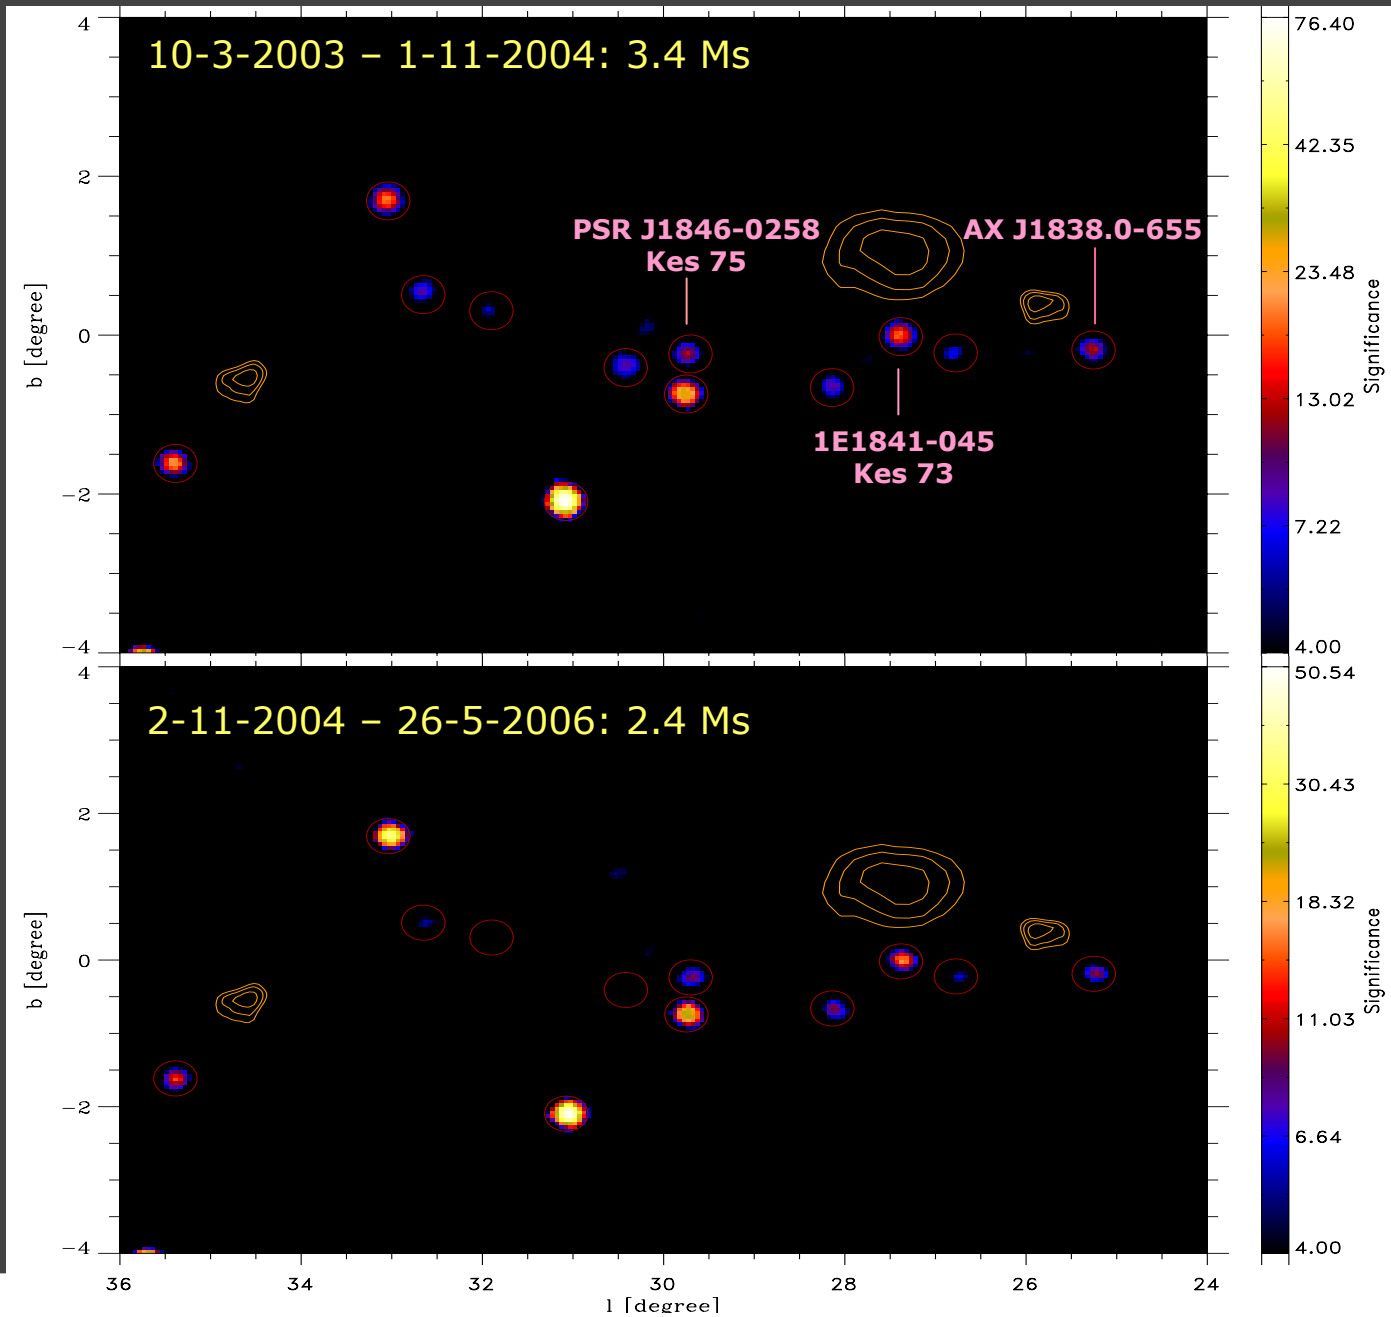 10-3-2003 – 1-11-2004: 3.4 Ms
4
2
0
−2
−4
b [degree]
PSR J1846-0258
Kes 75
AX J1838.0-655
1E1841-045
Kes 73
76.40
42.35
23.48
13.02
7.22
4.00
Significance
2-11-2004 – 26-5-2006: 2.4 Ms
4
2
0
−2
−4
b [degree]
50.54
30.43
18.32
11.03
6.64
4.00
Significance
36 34 32 30 28 26 24
l [degree]